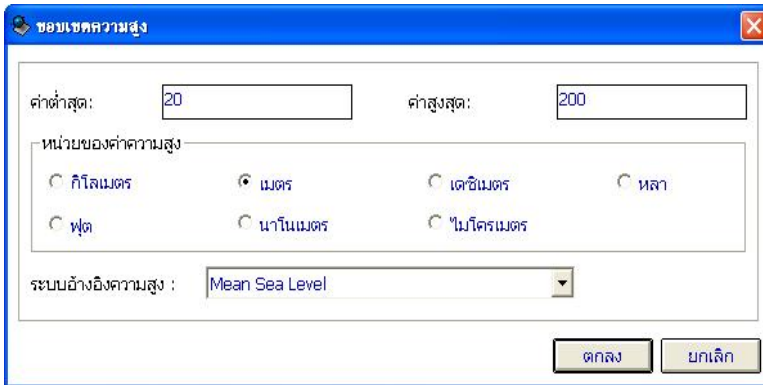 ขอบเขตความสูง
ค่าต่ำสุด: 20 ค่าสูงสุด: 200
หน่วยของค่าความสูง
กิโลเมตร เมตร เดซิเมตร หลา
ฟุต นาโนเมตร ไมโครเมตร
ระบบอ้างอิงความสูง : Mean Sea Level
ตกลง ยกเลิก